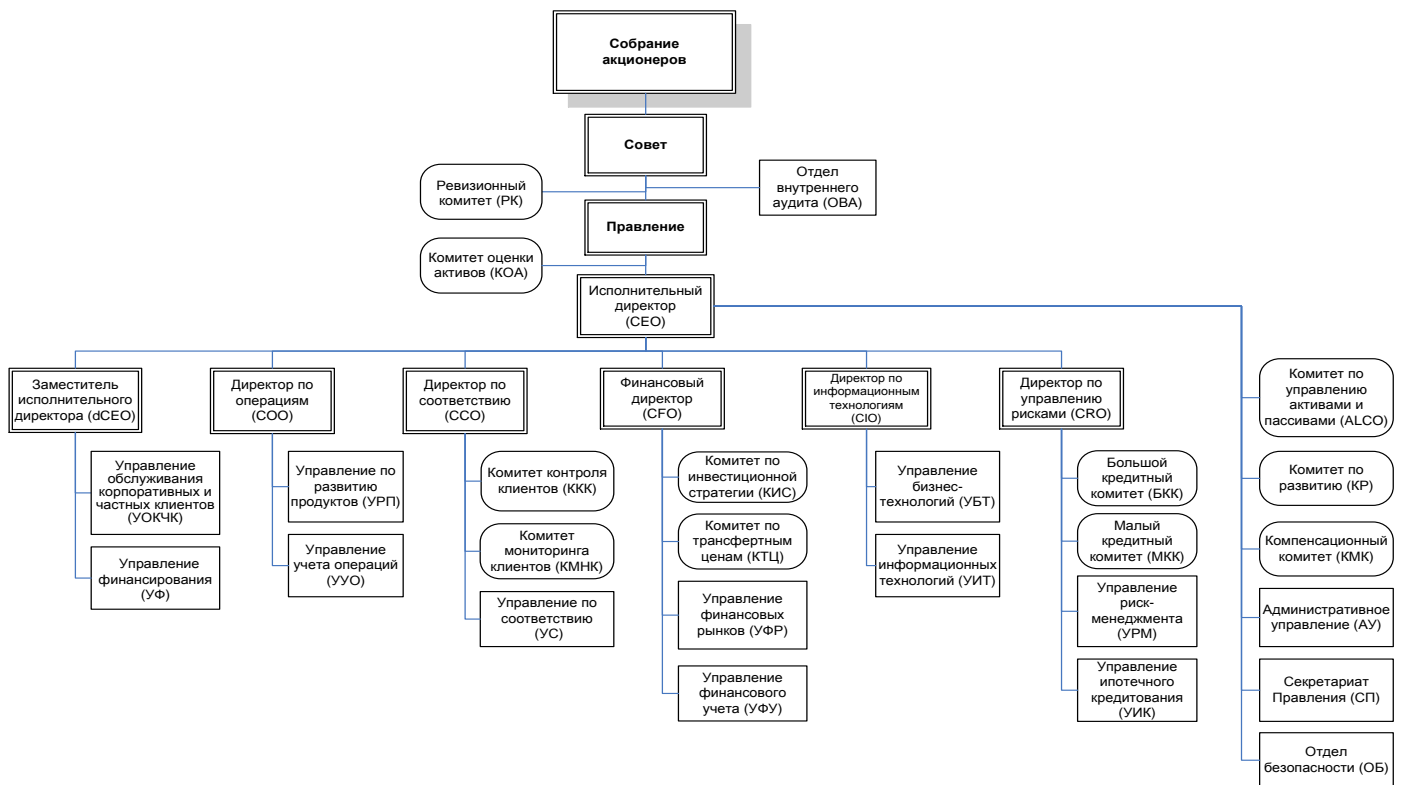 Собрание
акционеров
Совет
Ревизионный
комитет (РК)
Отдел
внутреннего
аудита (ОВА)
Правление
Комитет оценки
активов (КОА)
Исполнительный
директор
(CEO)
Заместитель
исполнительного
директора (dCEO)
Директор по
операциям
(COO)
Директор по
соответствию
(CCO)
Финансовый
директор
(CFO)
Директор по
информационным
технологиям
(CIO)
Директор по
управлению
рисками (CRO)
Комитет по
управлению
активами и
пассивами (ALCO)
Управление
обслуживания
корпоративных и
частных клиентов
(УОКЧК)
Управление
финансирования
(УФ)
Управление по
развитию
продуктов (УРП)
Управление
учета операций
(УУО)
Комитет контроля
клиентов (ККК)
Комитет
мониторинга
клиентов (КМНК)
Управление по
соответствию
(УС)
Комитет по
инвестиционной
стратегии (КИС)
Комитет по
трансфертным
ценам (КТЦ)
Управление
финансовых
рынков (УФР)
Управление
финансового
учета (УФУ)
Управление
бизнес-
технологий (УБТ)
Управление
информационных
технологий (УИТ)
Большой
кредитный
комитет (БКК)
Малый
кредитный
комитет (МКК)
Управление
риск-
менеджмента
(УРМ)
Управление
ипотечного
кредитования
(УИК)
Комитет по
развитию (КР)
Компенсационный
комитет (КМК)
Административное
управление (АУ)
Секретариат
Правления (СП)
Отдел
безопасности (ОБ)